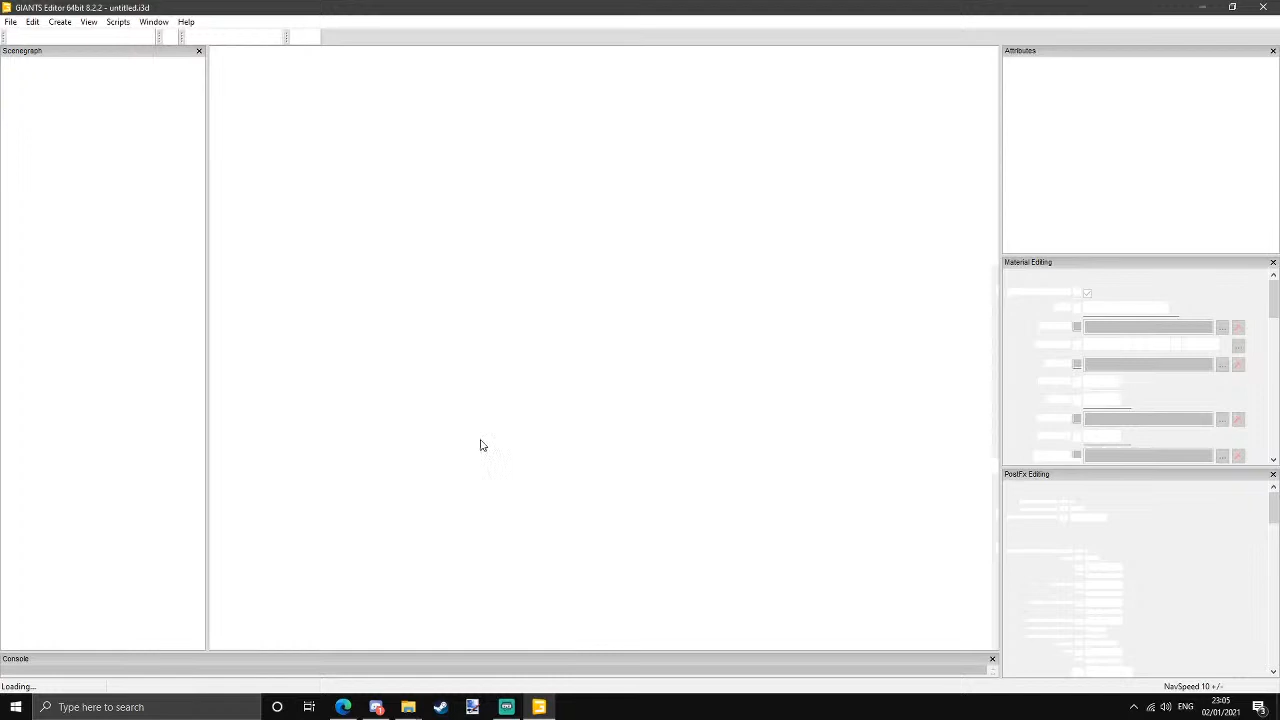 GIANTS Editor 64bit 8.2.2 - untitled.i3d
File Edit Create View Scripts Window Help
Scenegraph
Attributes
Material Editing
PostFx Editing
Console
Loading...
NavSpeed 10 +/-
Type here to search
ENG
23:05
02/01/2021